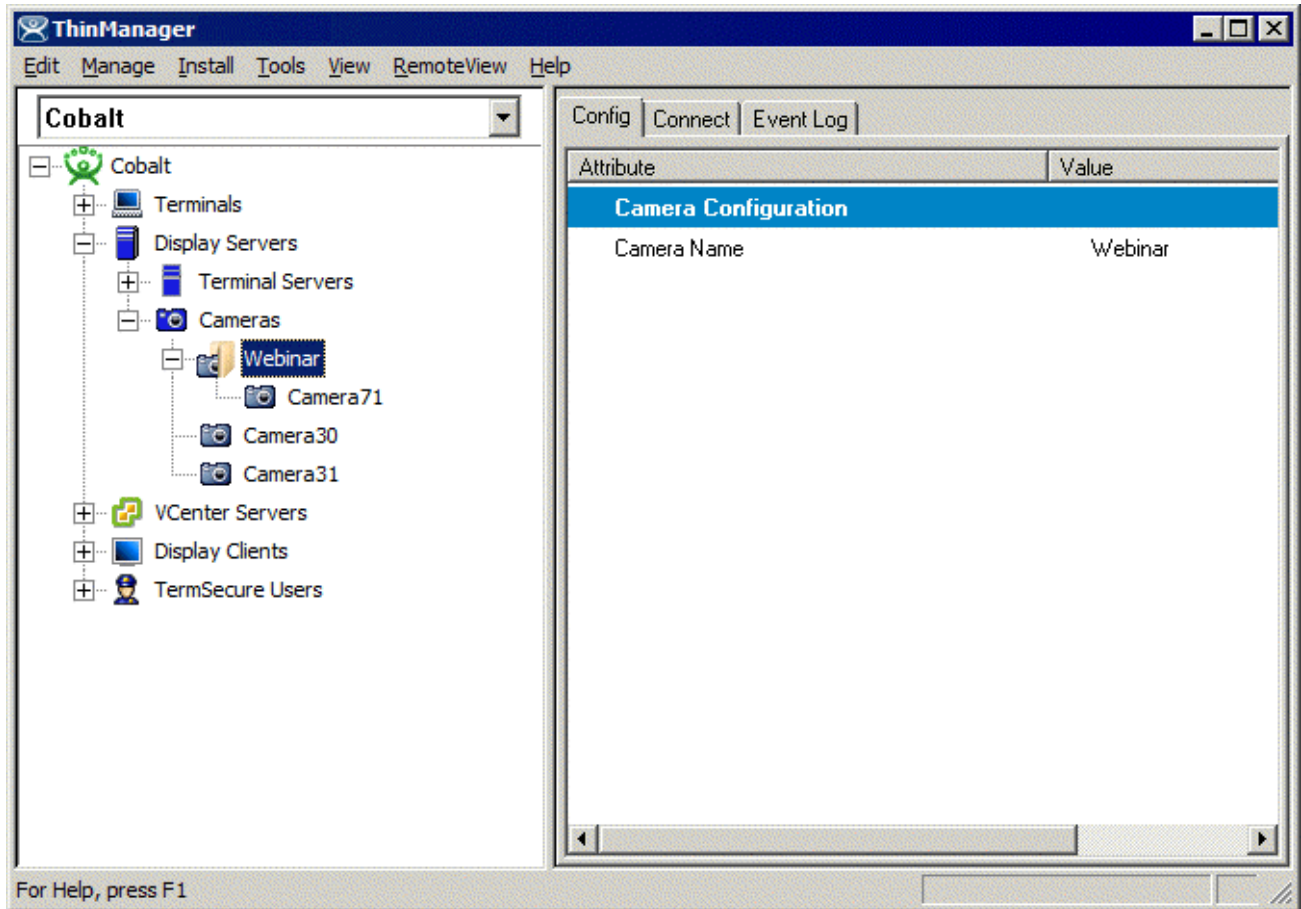 ThinManager
Edit Manage Install Tools View RemoteView Help
Cobalt
Cobalt
Terminals
Display Servers
Terminal Servers
Cameras
Webinar
Camera71
Camera30
Camera31
VCenter Servers
Display Clients
TermSecure Users
Config Connect Event Log
Attribute Value
Camera Configuration
Camera Name Webinar
For Help, press F1